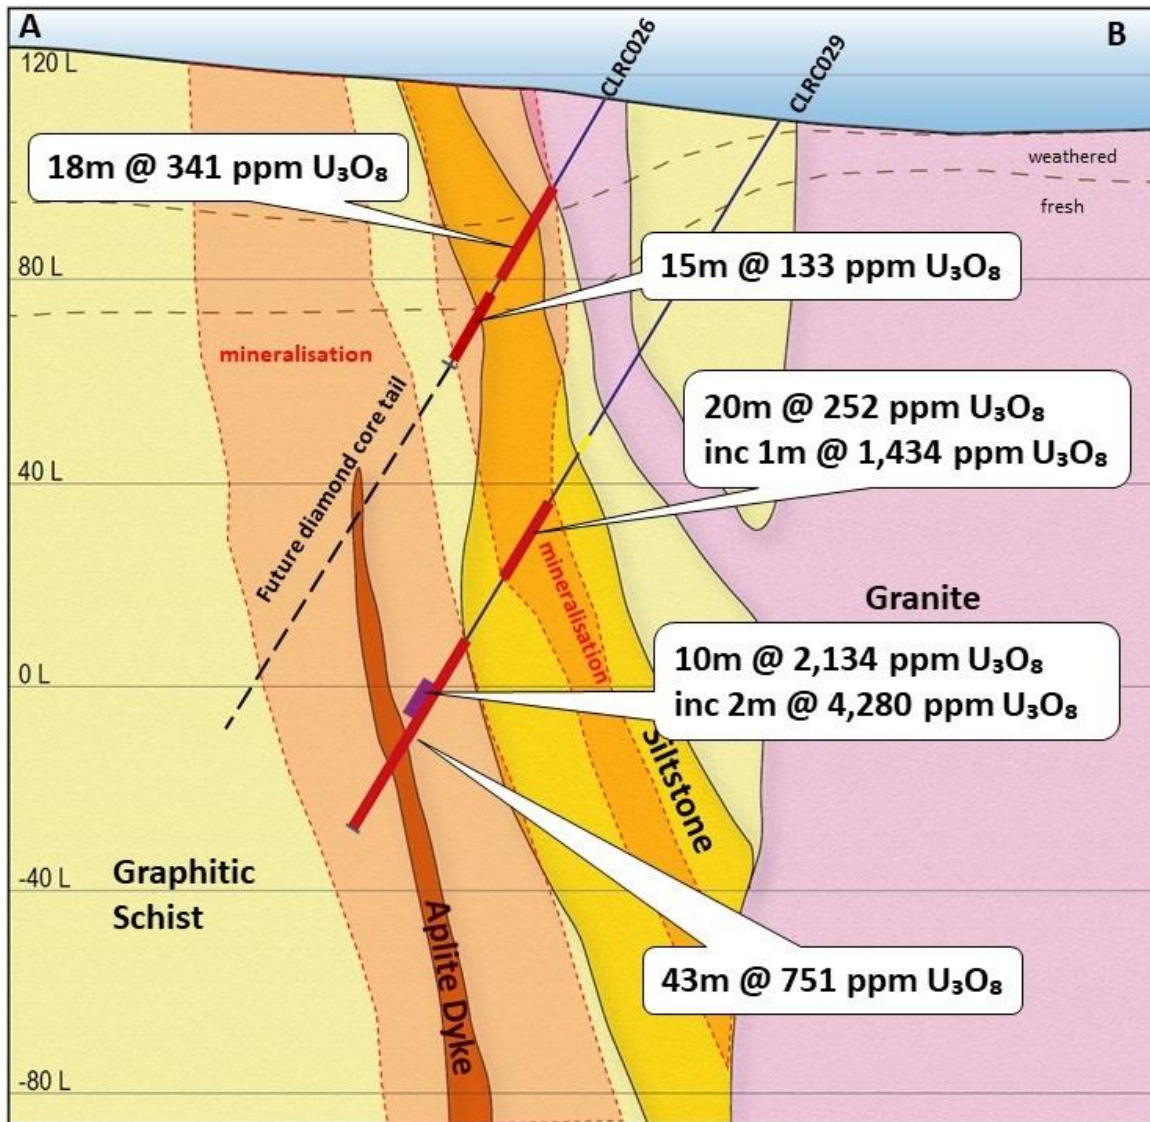 A
B
CLRC026
CLRC029
120 L
weathered
fresh
18m @ 341 ppm U₃O₈
15m @ 133 ppm U₃O₈
80 L
mineralisation
Future diamond core tail
20m @ 252 ppm U₃O₈
inc 1m @ 1,434 ppm U₃O₈
40 L
mineralisation
Granite
10m @ 2,134 ppm U₃O₈
inc 2m @ 4,280 ppm U₃O₈
0 L
Siltstone
Graphitic
Schist
-40 L
Aplite Dyke
43m @ 751 ppm U₃O₈
-80 L